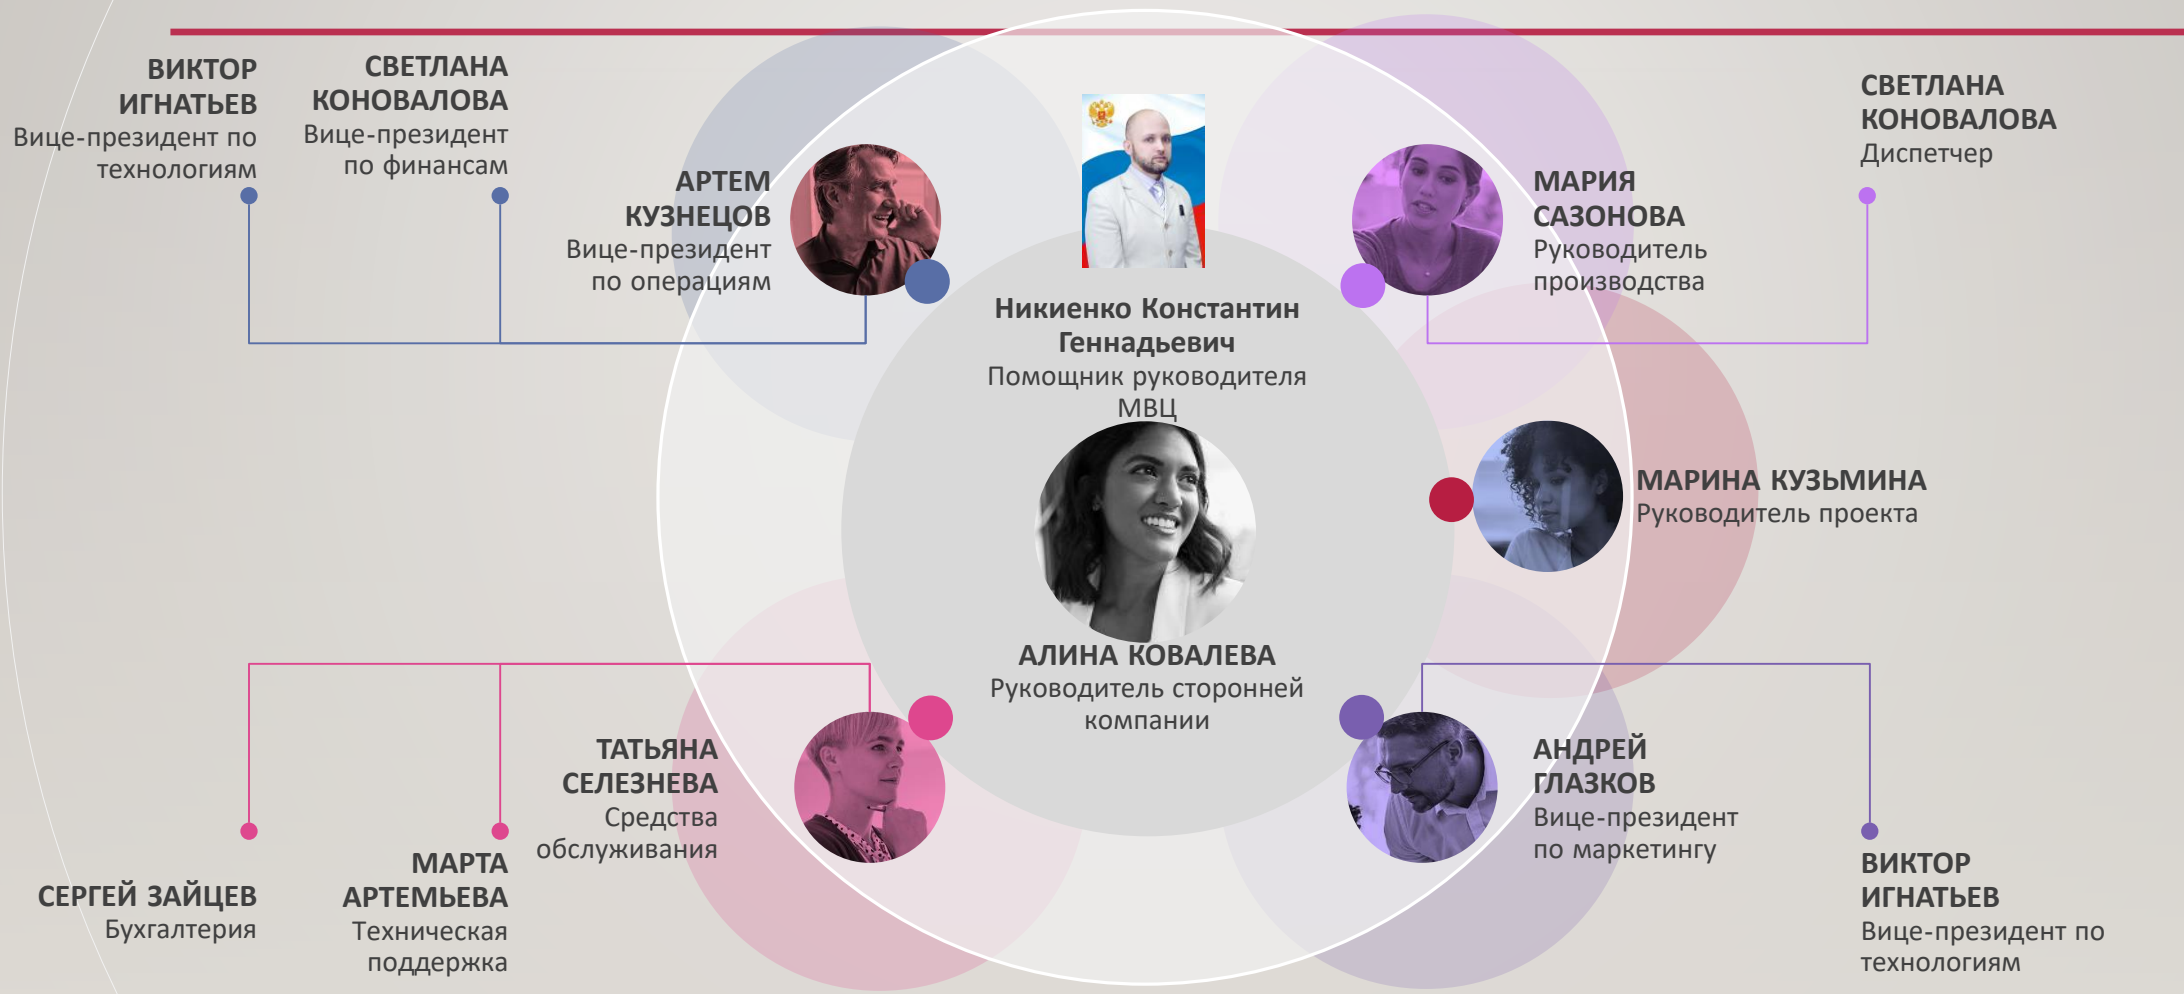 ВИКТОР
ИГНАТЬЕВ
Вице-президент по
технологиям
СВЕТЛАНА
КОНОВАЛОВА
Вице-президент
по финансам
АРТЕМ
КУЗНЕЦОВ
Вице-президент
по операциям
Никиенко Константин
Геннадьевич
Помощник руководителя
МВЦ
МАРИЯ
САЗОНОВА
Руководитель
производства
СВЕТЛАНА
КОНОВАЛОВА
Диспетчер
МАРИНА КУЗЬМИНА
Руководитель проекта
АЛИНА КОВАЛЕВА
Руководитель сторонней
компании
СЕРГЕЙ ЗАЙЦЕВ
Бухгалтерия
МАРТА
АРТЕМЬЕВА
Техническая
поддержка
ТАТЬЯНА
СЕЛЕЗНЕВА
Средства
обслуживания
АНДРЕЙ
ГЛАЗКОВ
Вице-президент
по маркетингу
ВИКТОР
ИГНАТЬЕВ
Вице-президент по
технологиям